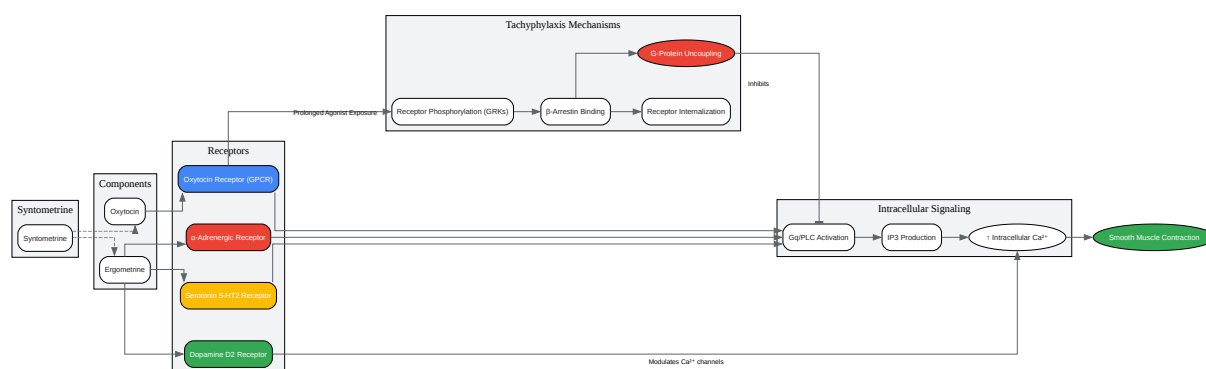 Tachyphylaxis Mechanisms
G-Protein Uncoupling
Inhibits
Prolonged Agonist Exposure
Receptor Phosphorylation (GRKs)
β-Arrestin Binding
Receptor Internalization
Receptors
Oxytocin Receptor (GPCR)
Components
Syntometrine
Oxytocin
Intracellular Signaling
Syntometrine
α-Adrenergic Receptor
Gq/PLC Activation
IP3 Production
↑ Intracellular Ca²⁺
Smooth Muscle Contraction
Ergometrine
Serotonin 5-HT2 Receptor
Dopamine D2 Receptor
Modulates Ca²⁺ channels